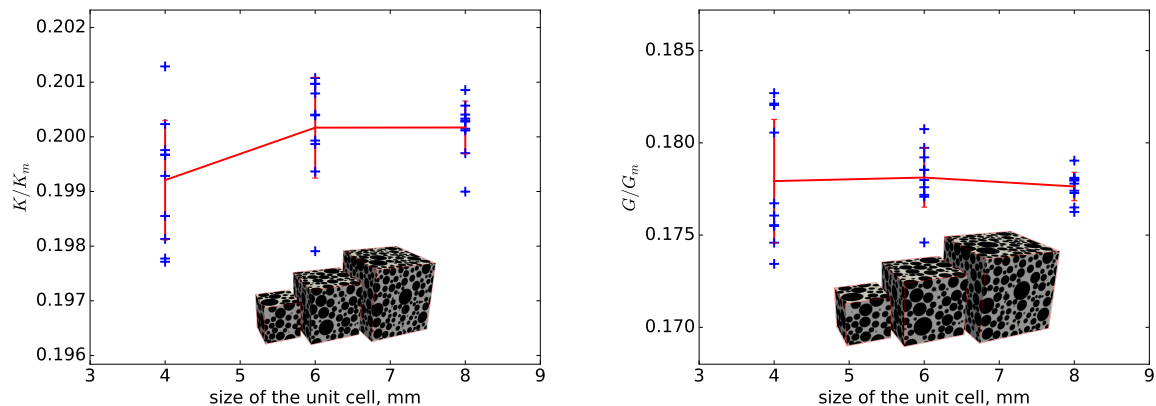 0.202
0.201
0.200
0.199
0.198
0.197
0.196
K/K_m
3 4 5 6 7 8 9
size of the unit cell, mm
0.185
0.180
0.175
0.170
G/G_m
3 4 5 6 7 8 9
size of the unit cell, mm